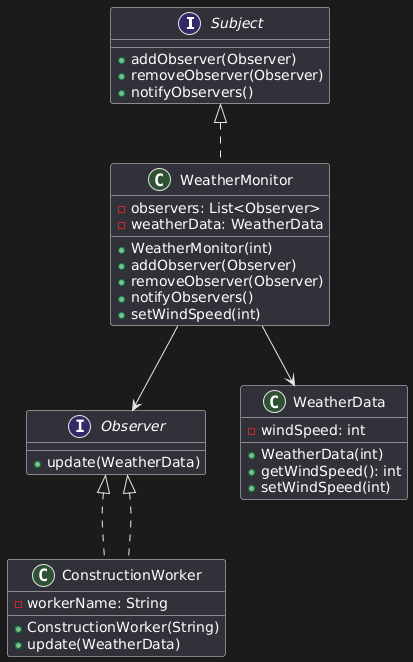 I Subject
addObserver(Observer)
removeObserver(Observer)
notifyObservers()
C WeatherMonitor
observers: List<Observer>
weatherData: WeatherData
WeatherMonitor(int)
addObserver(Observer)
removeObserver(Observer)
notifyObservers()
setWindSpeed(int)
I Observer
update(WeatherData)
C WeatherData
windSpeed: int
WeatherData(int)
getWindSpeed(): int
setWindSpeed(int)
C ConstructionWorker
workerName: String
ConstructionWorker(String)
update(WeatherData)